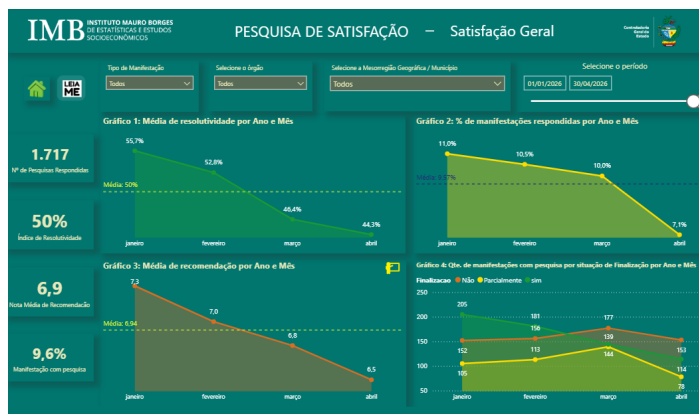 IMB
INSTITUTO MAURO BORGES
DE ESTATÍSTICAS E ESTUDOS
SOCIOECONÔMICOS
PESQUISA DE SATISFAÇÃO – Satisfação Geral
Controladoria
Geral do
Estado
LEIA
ME
Tipo de Manifestação
Todos
Selecione o órgão
Todos
Selecione a Mesorregião Geográfica / Município
Todos
Selecione o período
01/01/2026 30/04/2026
1.717
Nº de Pesquisas Respondidas
50%
Índice de Resolutividade
6,9
Nota Média de Recomendação
9,6%
Manifestação com pesquisa
Gráfico 1: Média de resolutividade por Ano e Mês
55,7%
52,8%
Média: 50%
46,4%
44,3%
janeiro fevereiro março abril
Gráfico 2: % de manifestações respondidas por Ano e Mês
11,0%
10,5%
10,0%
Média: 9,57%
7,1%
janeiro fevereiro março abril
Gráfico 3: Média de recomendação por Ano e Mês
7,3
7,0
Média: 6,94
6,8
6,5
janeiro fevereiro março abril
Gráfico 4: Qte. de manifestações com pesquisa por situação de Finalização por Ano e Mês
Finalizacao Não Parcialmente sim
250
200
150
100
50
205
181
177
152
156
139
153
105
113
144
114
78
janeiro fevereiro março abril